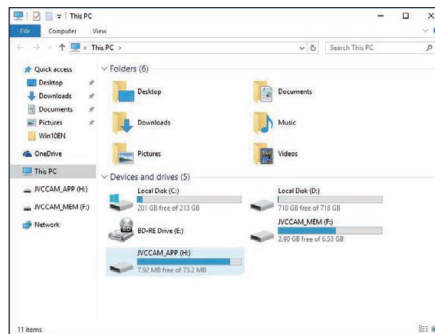 This PC
File Computer View
This PC
Search This PC
Quick access
Desktop
Downloads
Documents
Pictures
Win10EN
OneDrive
This PC
JVCCAM_APP (H:)
JVCCAM_MEM (F:)
Network
Folders (6)
Desktop
Documents
Downloads
Music
Pictures
Videos
Devices and drives (5)
Local Disk (C:)
201 GB free of 213 GB
Local Disk (D:)
710 GB free of 718 GB
BD-RE Drive (E:)
JVCCAM_MEM (F:)
2.90 GB free of 6.53 GB
JVCCAM_APP (H:)
7.92 MB free of 73.2 MB
11 items